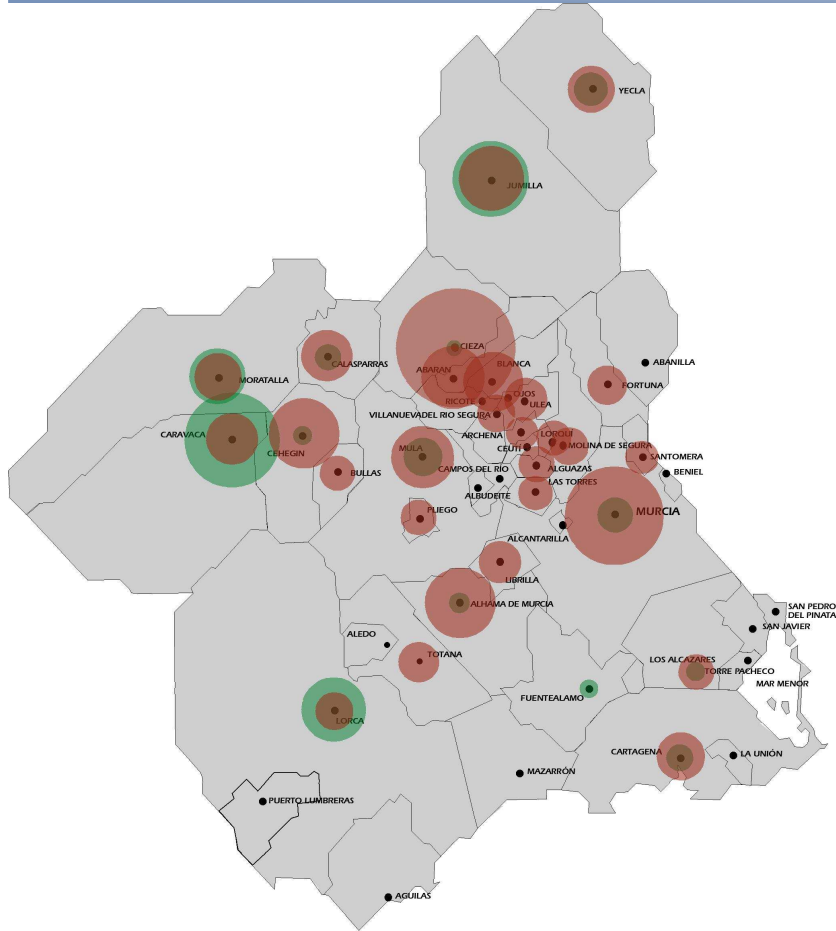 YECLA
JUMILLA
CIEZA
ABARAN
BLANCA
ABANILLA
CALASPARRAS
MORATALLA
FORTUNA
RICOTE
OJOS
ULEA
VILLANUEVADEL RIO SEGURA
CARAVACA
CEHEGIN
ARCHENA
LORQUI
MOLINA DE SEGURA
CEUTI
SANTOMERA
MULA
CAMPOS DEL RIO
ALGUAZAS
BULLAS
BENIEL
LAS TORRES
ALBUDEITE
PLIEGO
MURCIA
ALCANTARILLA
LIBRILLA
ALHAMA DE MURCIA
SAN PEDRO
DEL PINATA
SAN JAVIER
ALEDO
TOTANA
LOS ALCAZARES
TORRE PACHECO
MAR MENOR
FUENTEALAMO
LORCA
CARTAGENA
LA UNIÓN
MAZARRÓN
PUERTO LUMBRERAS
AGUILAS